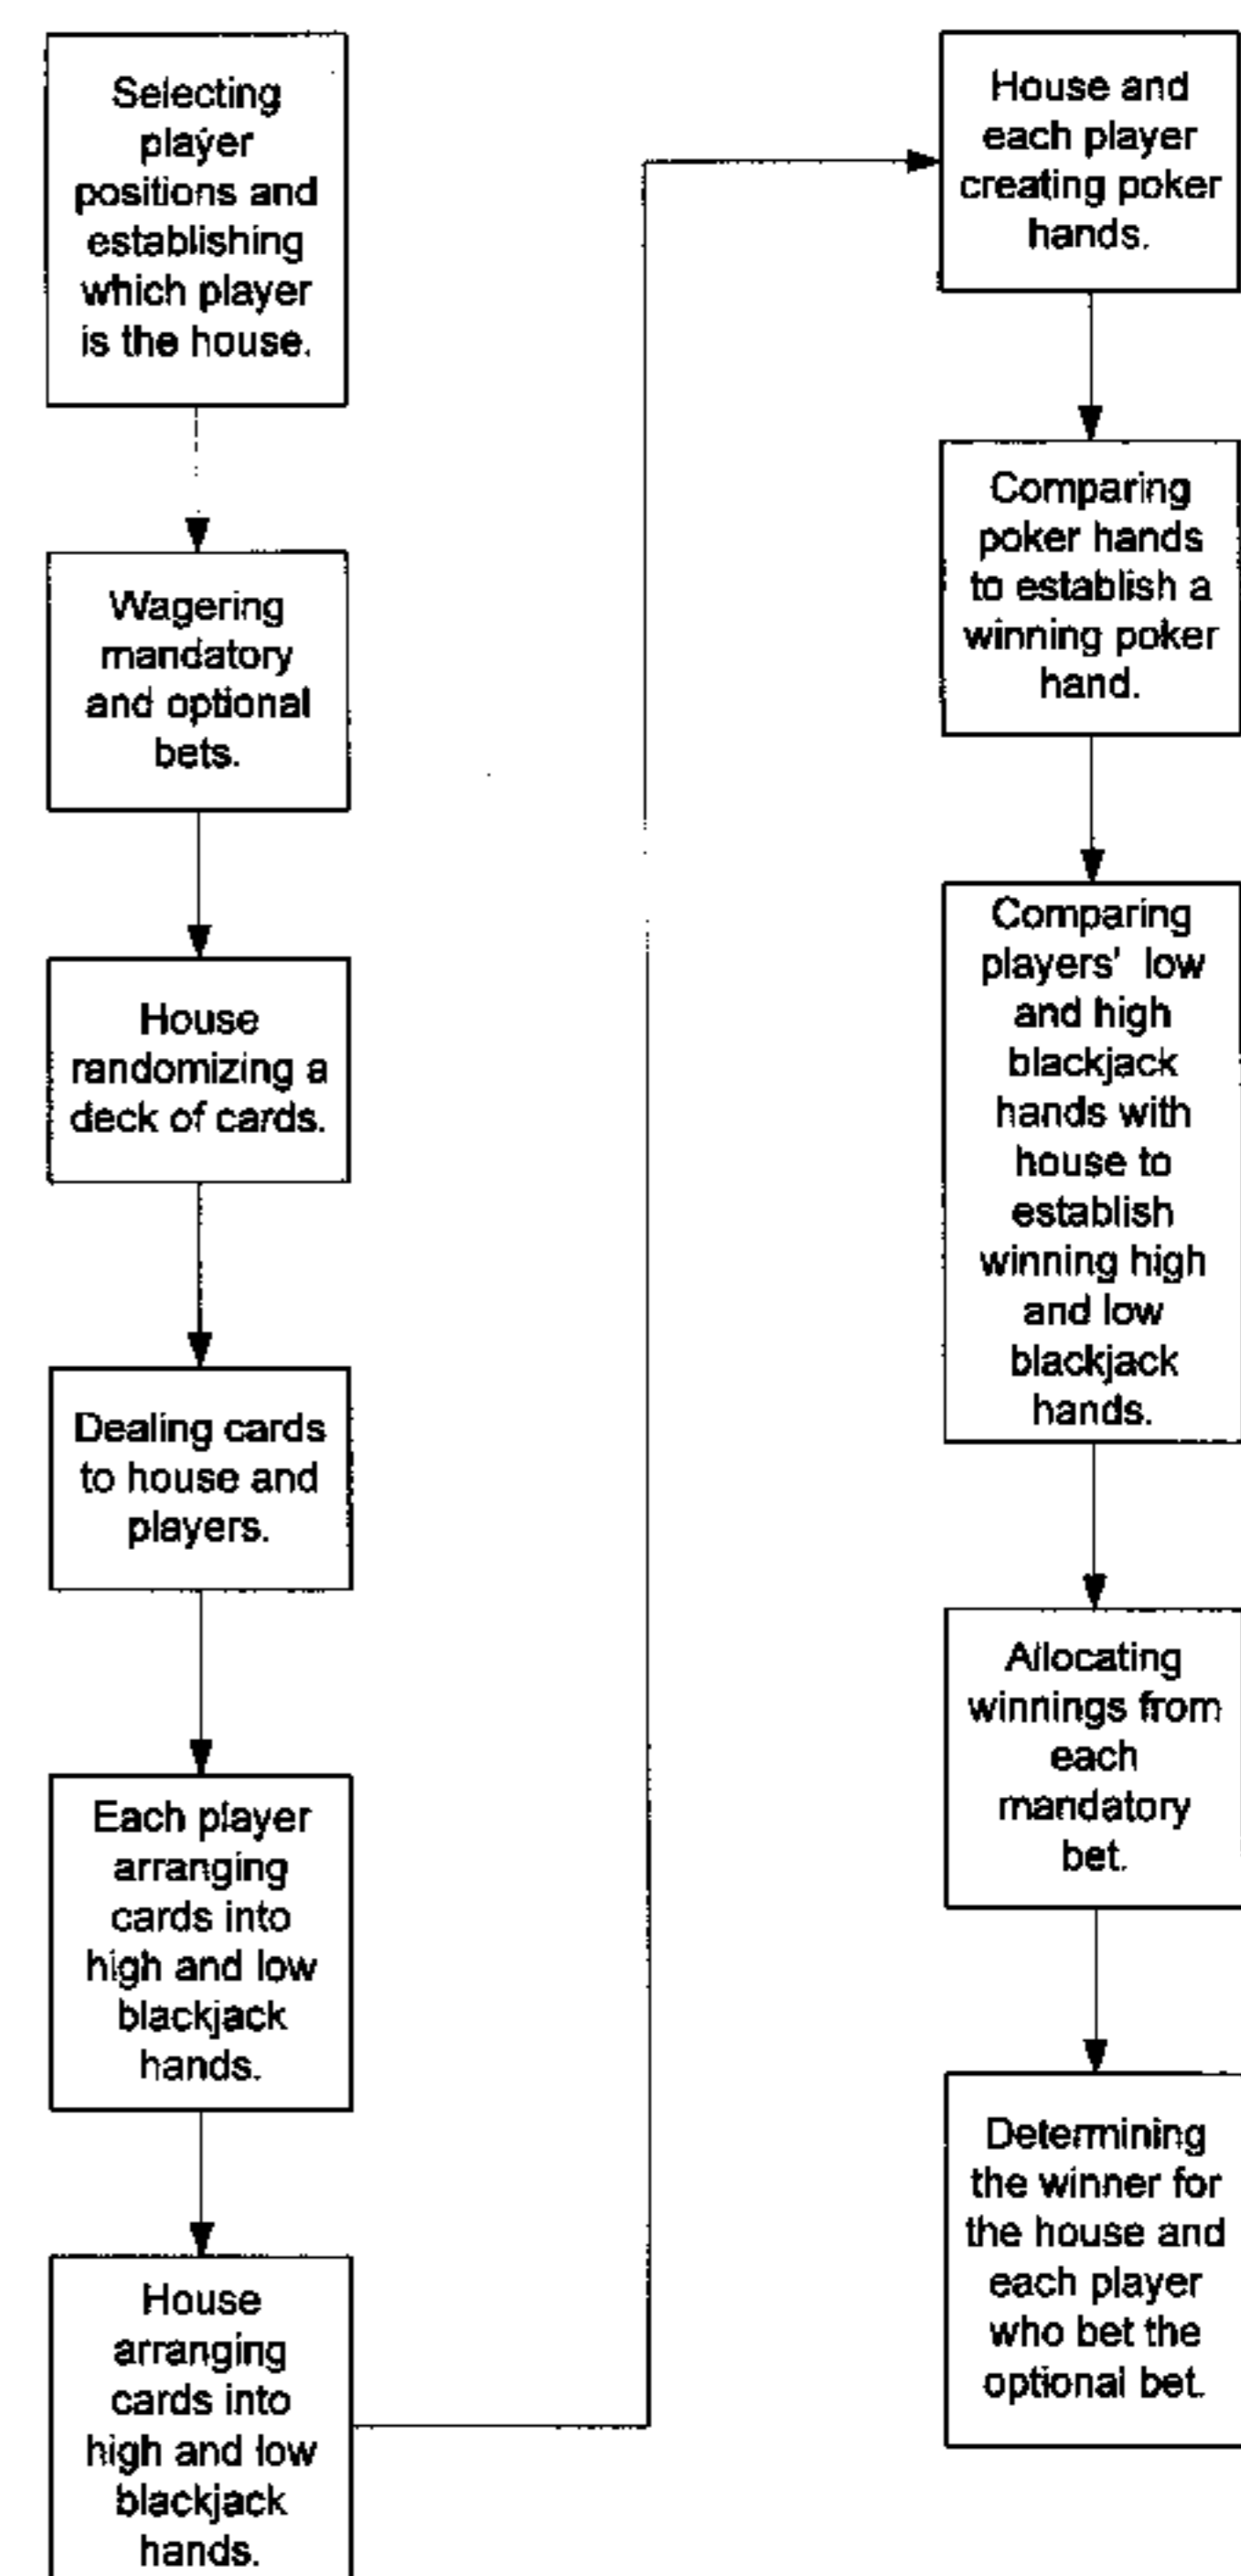 Selecting
player
positions and
establishing
which player
is the house.
Wagering
mandatory
and optional
bets.
House
randomizing a
deck of cards.
Dealing cards
to house and
players.
Each player
arranging
cards into
high and low
blackjack
hands.
House
arranging
cards into
high and low
blackjack
hands.
House and
each player
creating poker
hands.
Comparing
poker hands
to establish a
winning poker
hand.
Comparing
players' low
and high
blackjack
hands with
house to
establish
winning high
and low
blackjack
hands.
Allocating
winnings from
each
mandatory
bet.
Determining
the winner for
the house and
each player
who bet the
optional bet.